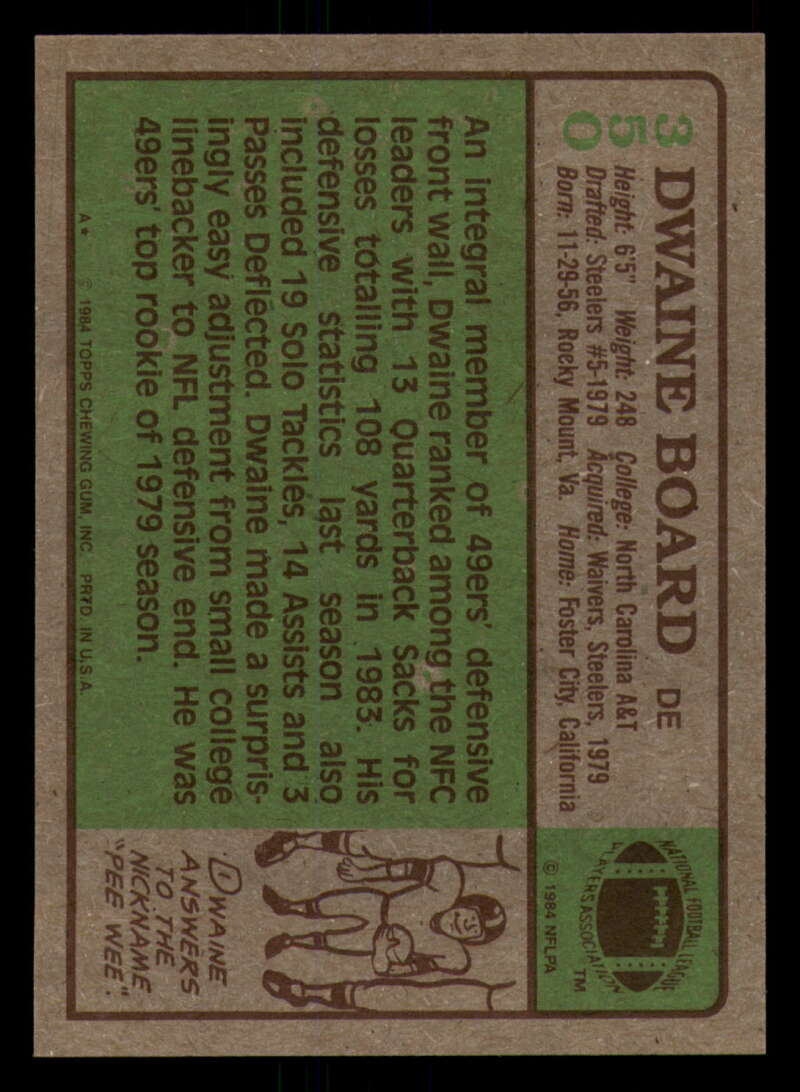 350
DWAINE BOARD DE
Height: 6'5" Weight: 248 College: North Carolina A&T
Drafted: Steelers #5-1979 Acquired: Waivers, Steelers, 1979
Born: 11-29-56, Rocky Mount, Va. Home: Foster City, California
NATIONAL FOOTBALL LEAGUE
PLAYERS ASSOCIATION
TM
© 1984 NFLPA
An integral member of 49ers' defensive
front wall, Dwaine ranked among the NFC
leaders with 13 Quarterback Sacks for
losses totalling 108 yards in 1983. His
defensive statistics last season also
included 19 Solo Tackles, 14 Assists and 3
Passes Deflected. Dwaine made a surpris-
ingly easy adjustment from small college
linebacker to NFL defensive end. He was
49ers' top rookie of 1979 season.
A* © 1984 TOPPS CHEWING GUM, INC. PRT'D. IN U.S.A.
DWAINE
ANSWERS
TO THE
NICKNAME
"PEE WEE".